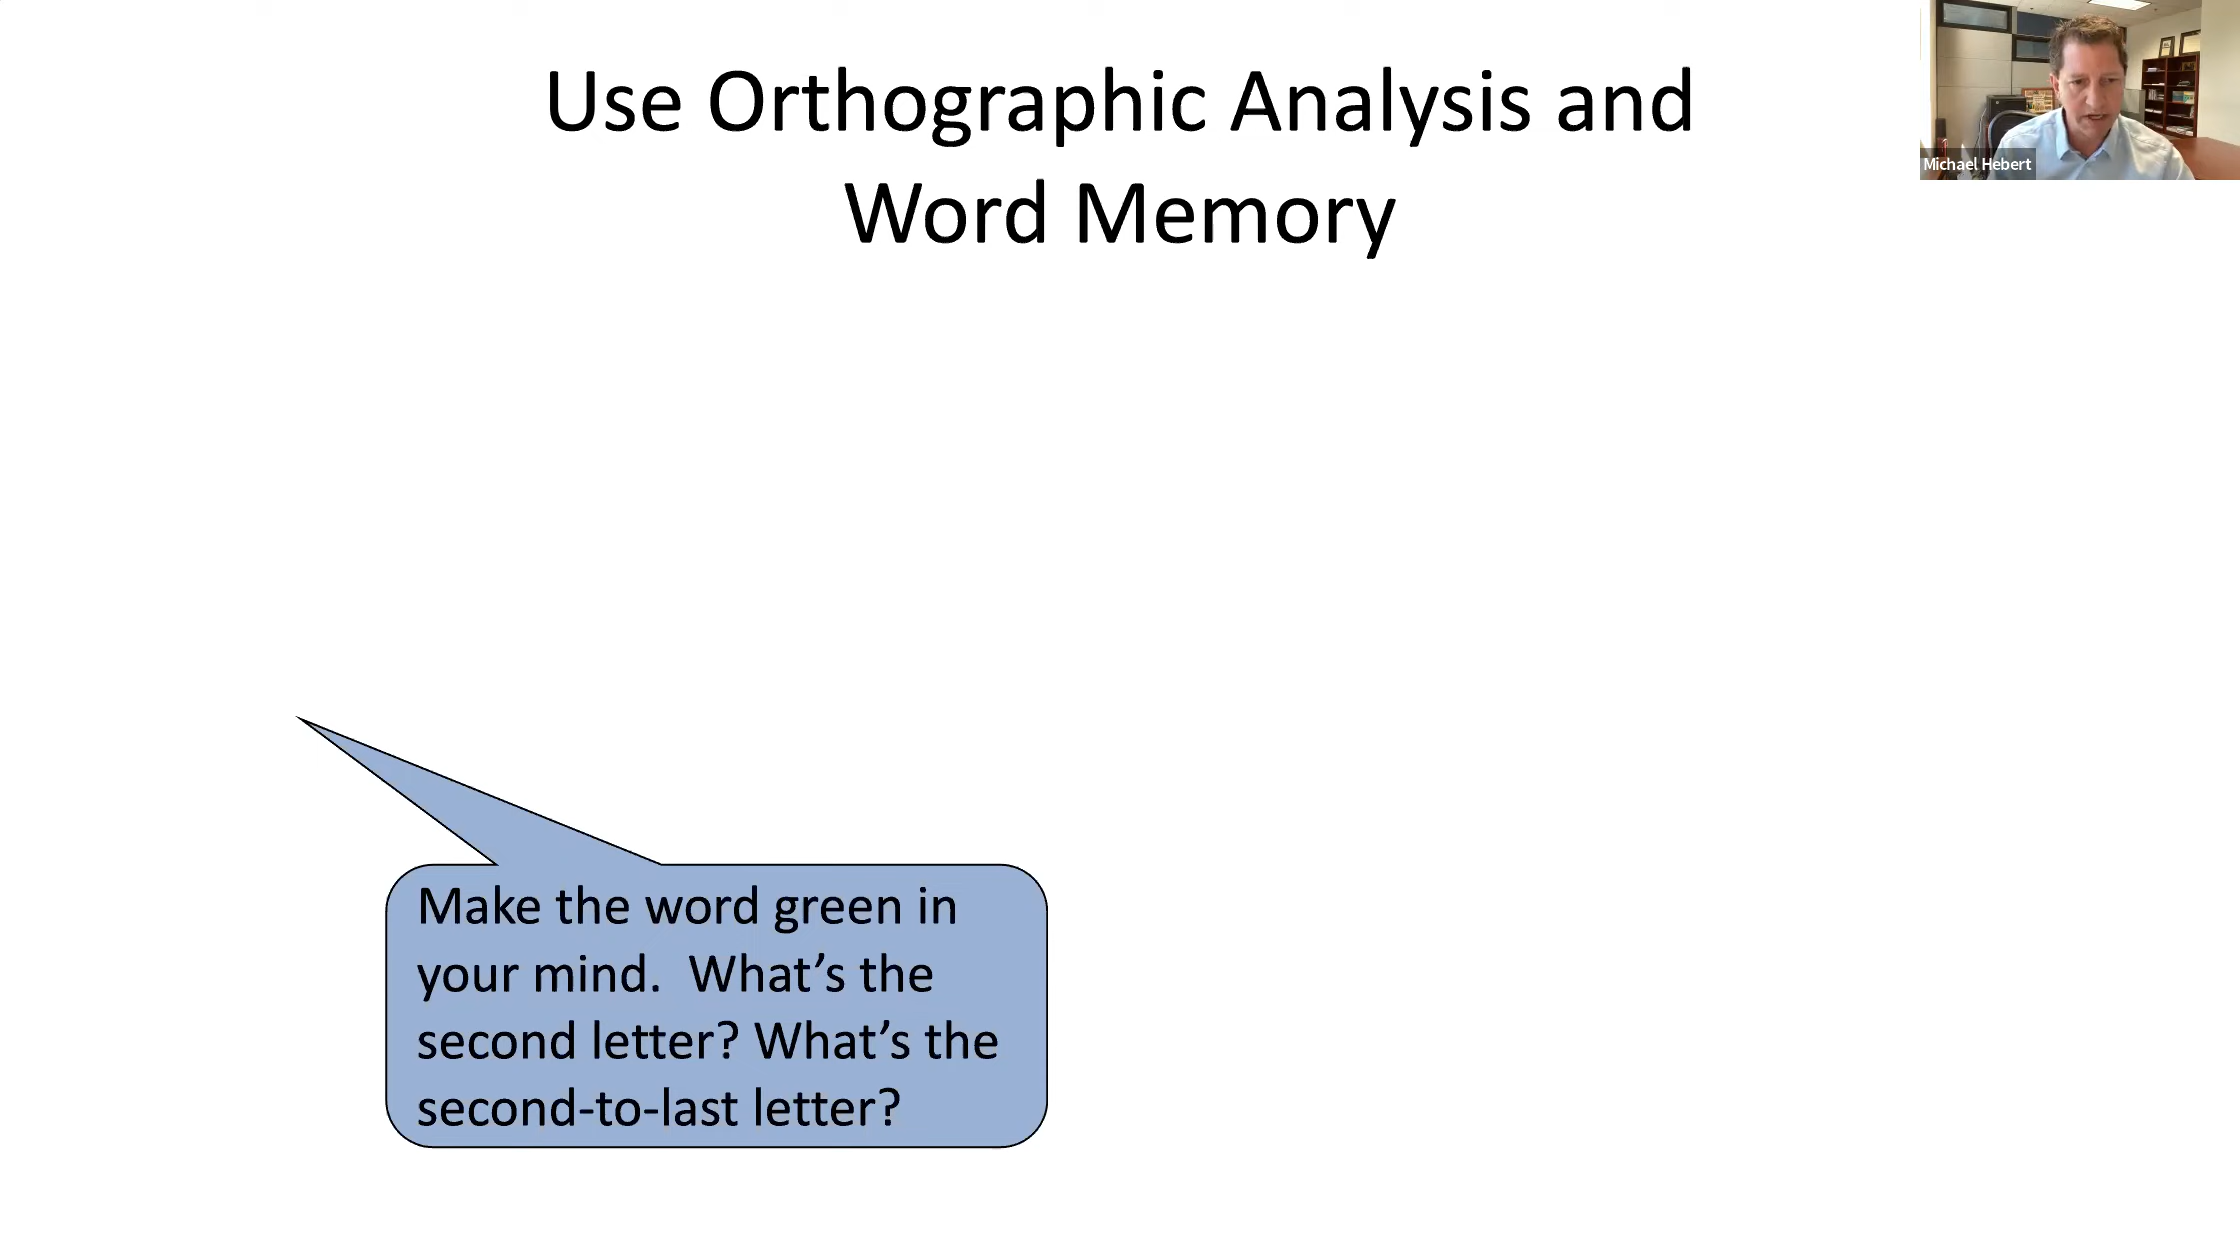 Use Orthographic Analysis and
Word Memory
Michael Hebert
Make the word green in
your mind.  What’s the
second letter? What’s the
second-to-last letter?